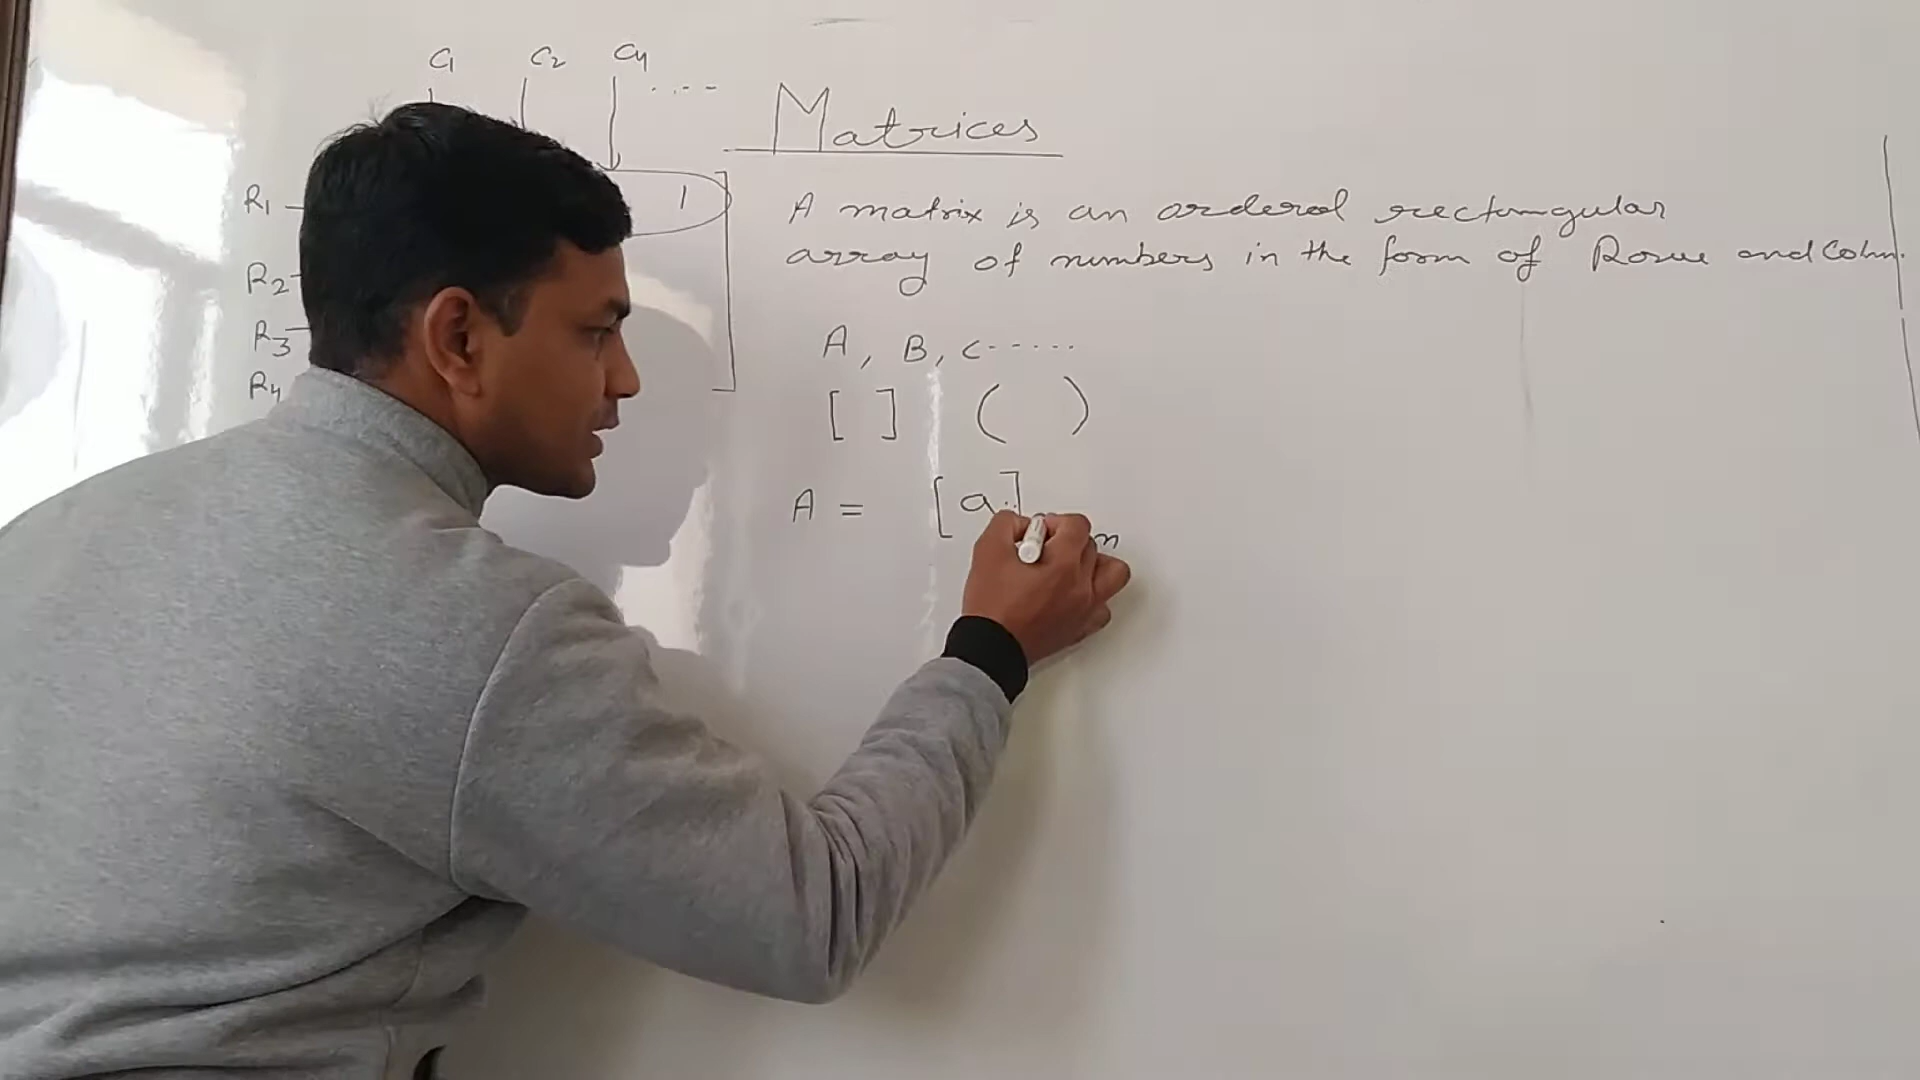 C1 C2 C4 ....
Matrices
R1
1
R2
R3
R4
A matrix is an ordered rectangular
array of numbers in the form of Rows and Colum.
A, B, C.....
[ ] ( )
A = [a ] n